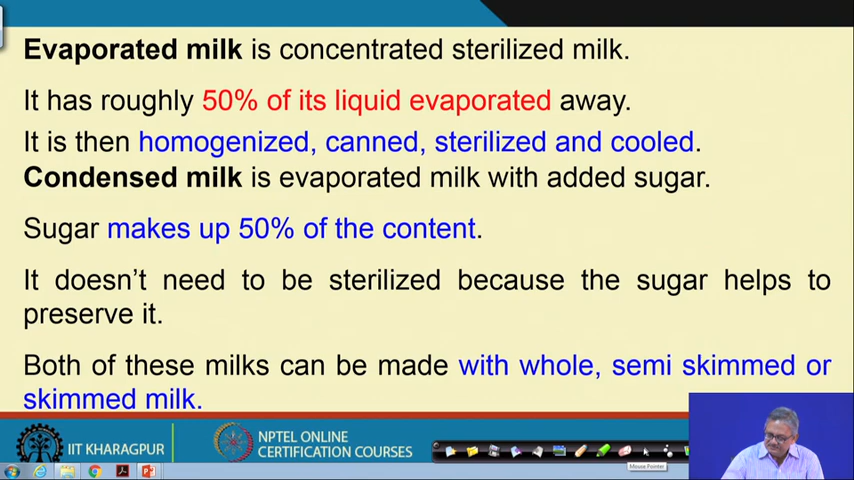 Evaporated milk is concentrated sterilized milk.
It has roughly 50% of its liquid evaporated away.
It is then homogenized, canned, sterilized and cooled.
Condensed milk is evaporated milk with added sugar.
Sugar makes up 50% of the content.
It doesn't need to be sterilized because the sugar helps to
preserve it.
Both of these milks can be made with whole, semi skimmed or
skimmed milk.
IIT KHARAGPUR
NPTEL ONLINE
CERTIFICATION COURSES
Mouse Pointer